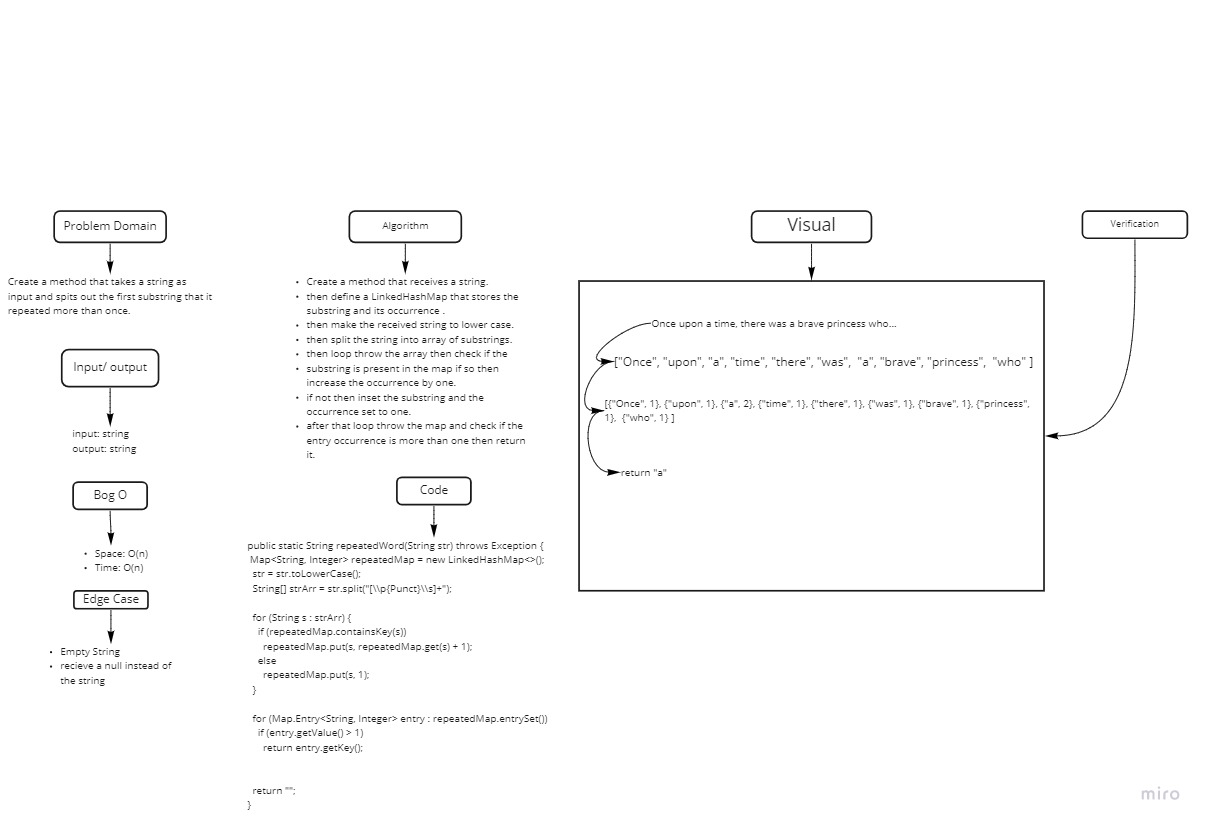 Problem Domain
Create a method that takes a string as
input and spits out the first substring that it
repeated more than once.
Input/ output
input: string
output: string
Bog O
• Space: O(n)
• Time: O(n)
Edge Case
• Empty String
• recieve a null instead of
the string
Algorithm
• Create a method that receives a string.
• then define a LinkedHashMap that stores the
substring and its occurrence .
• then make the received string to lower case.
• then split the string into array of substrings.
• then loop throw the array then check if the
• substring is present in the map if so then
increase the occurrence by one.
• if not then inset the substring and the
occurrence set to one.
• after that loop throw the map and check if the
entry occurrence is more than one then return
it.
Code
public static String repeatedWord(String str) throws Exception {
Map<String, Integer> repeatedMap = new LinkedHashMap<>();
str = str.toLowerCase();
String[] strArr = str.split("[\\p{Punct}\\s]+");
for (String s : strArr) {
if (repeatedMap.containsKey(s))
repeatedMap.put(s, repeatedMap.get(s) + 1);
else
repeatedMap.put(s, 1);
}
for (Map.Entry<String, Integer> entry : repeatedMap.entrySet())
if (entry.getValue() > 1)
return entry.getKey();
return "";
}
Visual
Once upon a time, there was a brave princess who...
["Once", "upon", "a", "time", "there", "was", "a", "brave", "princess", "who" ]
[{"Once", 1}, {"upon", 1}, {"a", 2}, {"time", 1}, {"there", 1}, {"was", 1}, {"brave", 1}, {"princess",
1}, {"who", 1} ]
return "a"
Verification
miro